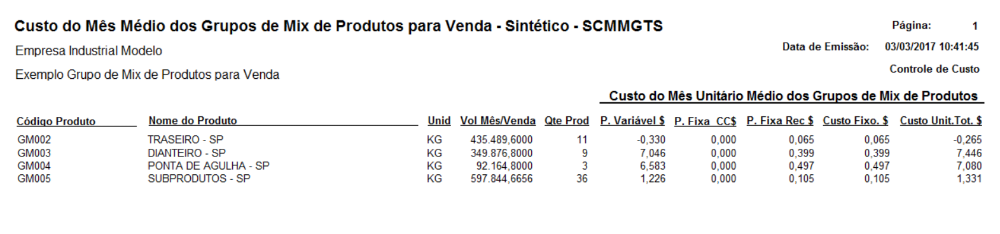 Custo do Mês Médio dos Grupos de Mix de Produtos para Venda - Sintético - SCMMGTS
Página: 1
Empresa Industrial Modelo
Data de Emissão: 03/03/2017 10:41:45
Exemplo Grupo de Mix de Produtos para Venda
Controle de Custo
Custo do Mês Unitário Médio dos Grupos de Mix de Produtos
Código Produto Nome do Produto Unid Vol Mês/Venda Qte Prod P. Variável $ P. Fixa CC$ P. Fixa Rec $ Custo Fixo. $ Custo Unit.Tot. $
GM002 TRASEIRO - SP KG 435.489,6000 11 -0,330 0,000 0,065 0,065 -0,265
GM003 DIANTEIRO - SP KG 349.876,8000 9 7,046 0,000 0,399 0,399 7,446
GM004 PONTA DE AGULHA - SP KG 92.164,8000 3 6,583 0,000 0,497 0,497 7,080
GM005 SUBPRODUTOS - SP KG 597.844,6656 36 1,226 0,000 0,105 0,105 1,331